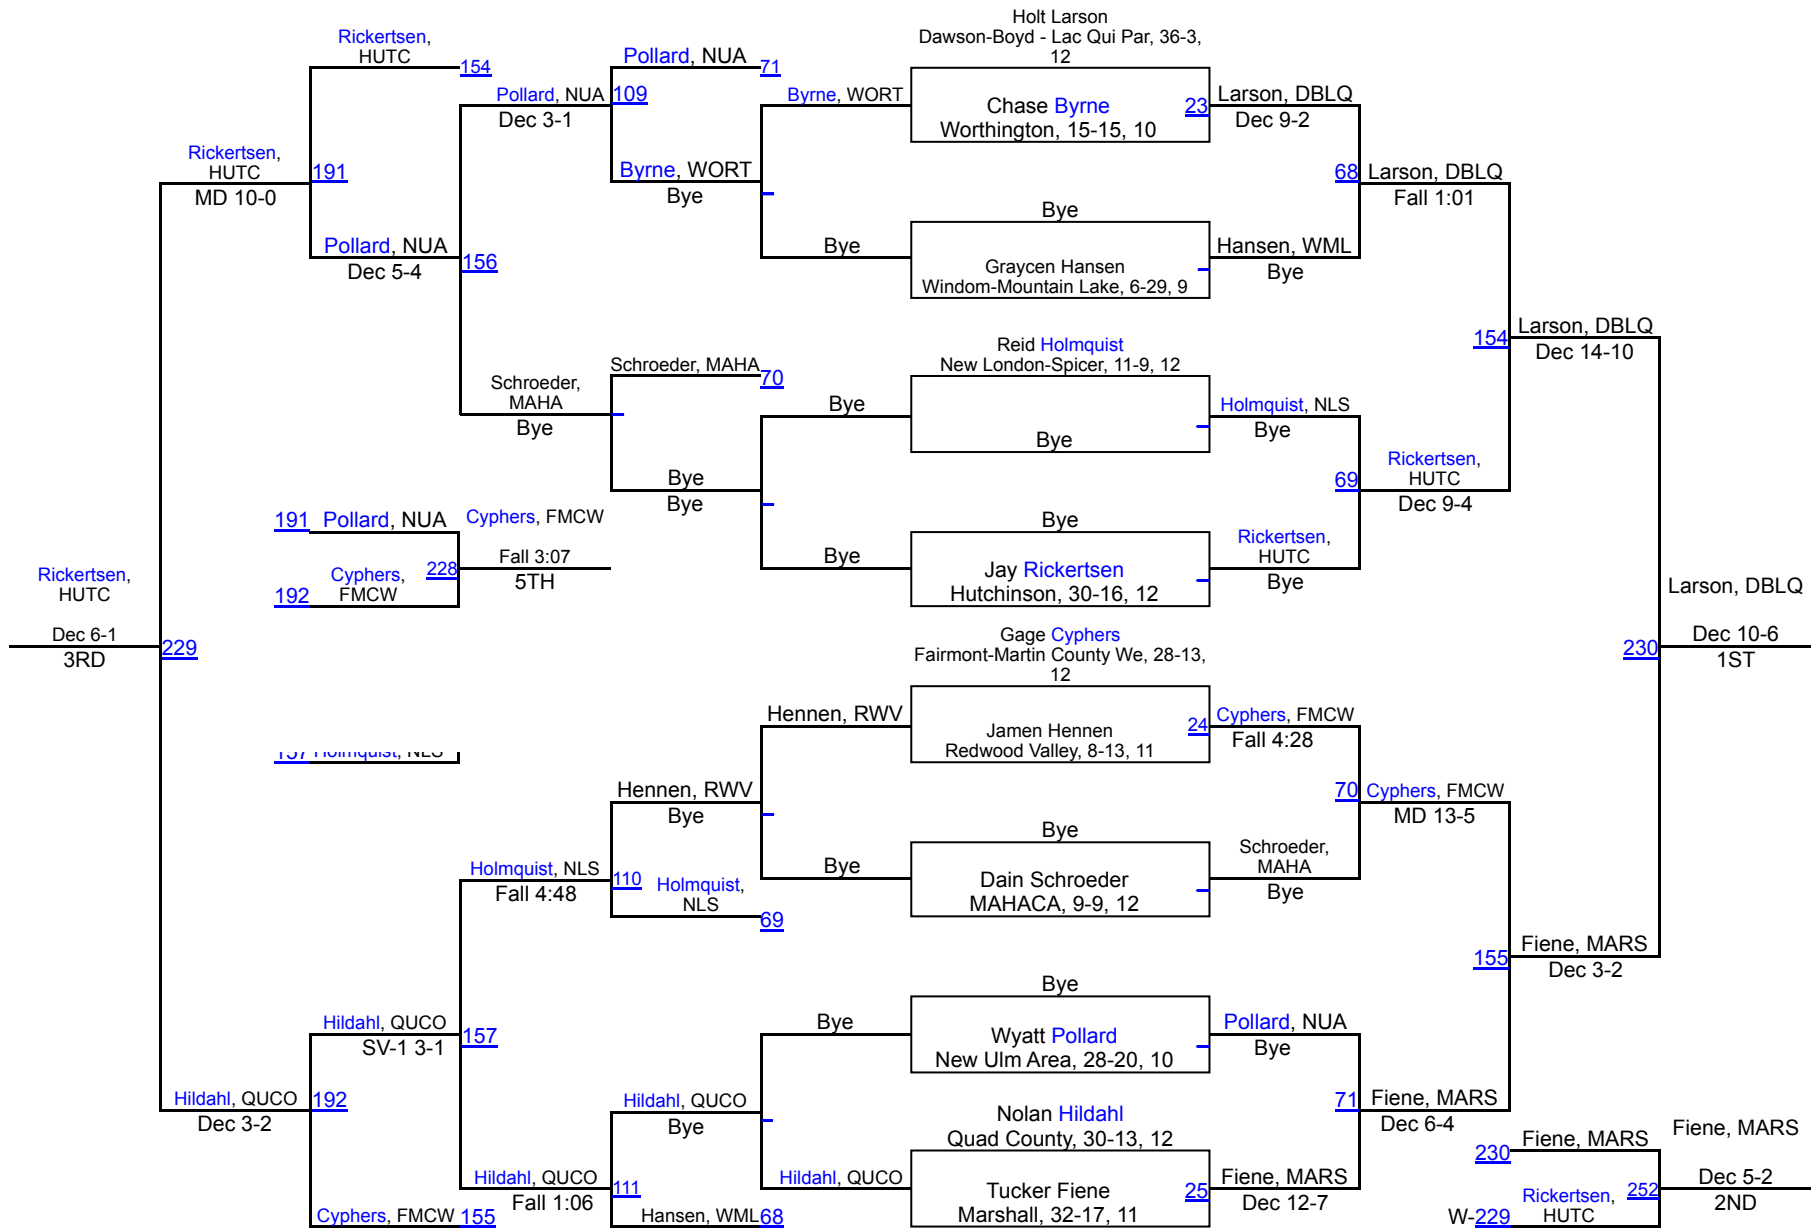 Holt Larson
Dawson-Boyd - Lac Qui Par, 36-3,
12
Rickertsen,
HUTC
154
Pollard, NUA
71
Pollard, NUA
109
Dec 3-1
Byrne, WORT
Chase Byrne
Worthington, 15-15, 10
23
Larson, DBLQ
Dec 9-2
Rickertsen,
HUTC
191
MD 10-0
Byrne, WORT
Bye
68
Larson, DBLQ
Fall 1:01
Bye
Pollard, NUA
Dec 5-4
156
Bye
Graycen Hansen
Windom-Mountain Lake, 6-29, 9
Hansen, WML
Bye
154
Larson, DBLQ
Dec 14-10
Reid Holmquist
New London-Spicer, 11-9, 12
Schroeder, MAHA
70
Schroeder,
MAHA
Bye
Bye
Bye
Holmquist, NLS
Bye
Bye
Bye
69
Rickertsen,
HUTC
Dec 9-4
191
Pollard, NUA
Cyphers, FMCW
Bye
Fall 3:07
5TH
228
192
Cyphers,
FMCW
Bye
Jay Rickertsen
Hutchinson, 30-16, 12
Rickertsen,
HUTC
Bye
Rickertsen,
HUTC
Dec 6-1
3RD
229
Larson, DBLQ
230
Dec 10-6
1ST
Gage Cyphers
Fairmont-Martin County We, 28-13,
12
Hennen, RWV
Jamen Hennen
Redwood Valley, 8-13, 11
24
Cyphers, FMCW
Fall 4:28
157 Holmquist, NLS
Hennen, RWV
Bye
70
Cyphers, FMCW
MD 13-5
Bye
Bye
Dain Schroeder
MAHACA, 9-9, 12
Schroeder,
MAHA
Bye
Holmquist, NLS
Fall 4:48
110
Holmquist,
NLS
69
155
Fiene, MARS
Dec 3-2
Bye
Hildahl, QUCO
SV-1 3-1
157
Bye
Wyatt Pollard
New Ulm Area, 28-20, 10
Pollard, NUA
Bye
Hildahl, QUCO
Dec 3-2
192
Hildahl, QUCO
Bye
Nolan Hildahl
Quad County, 30-13, 12
71
Fiene, MARS
Dec 6-4
230
Fiene, MARS
Fiene, MARS
Hildahl, QUCO
Fall 1:06
111
Hildahl, QUCO
Tucker Fiene
Marshall, 32-17, 11
25
Fiene, MARS
Dec 12-7
252
Dec 5-2
2ND
Cyphers, FMCW
155
Hansen, WML
68
W-229
Rickertsen,
HUTC